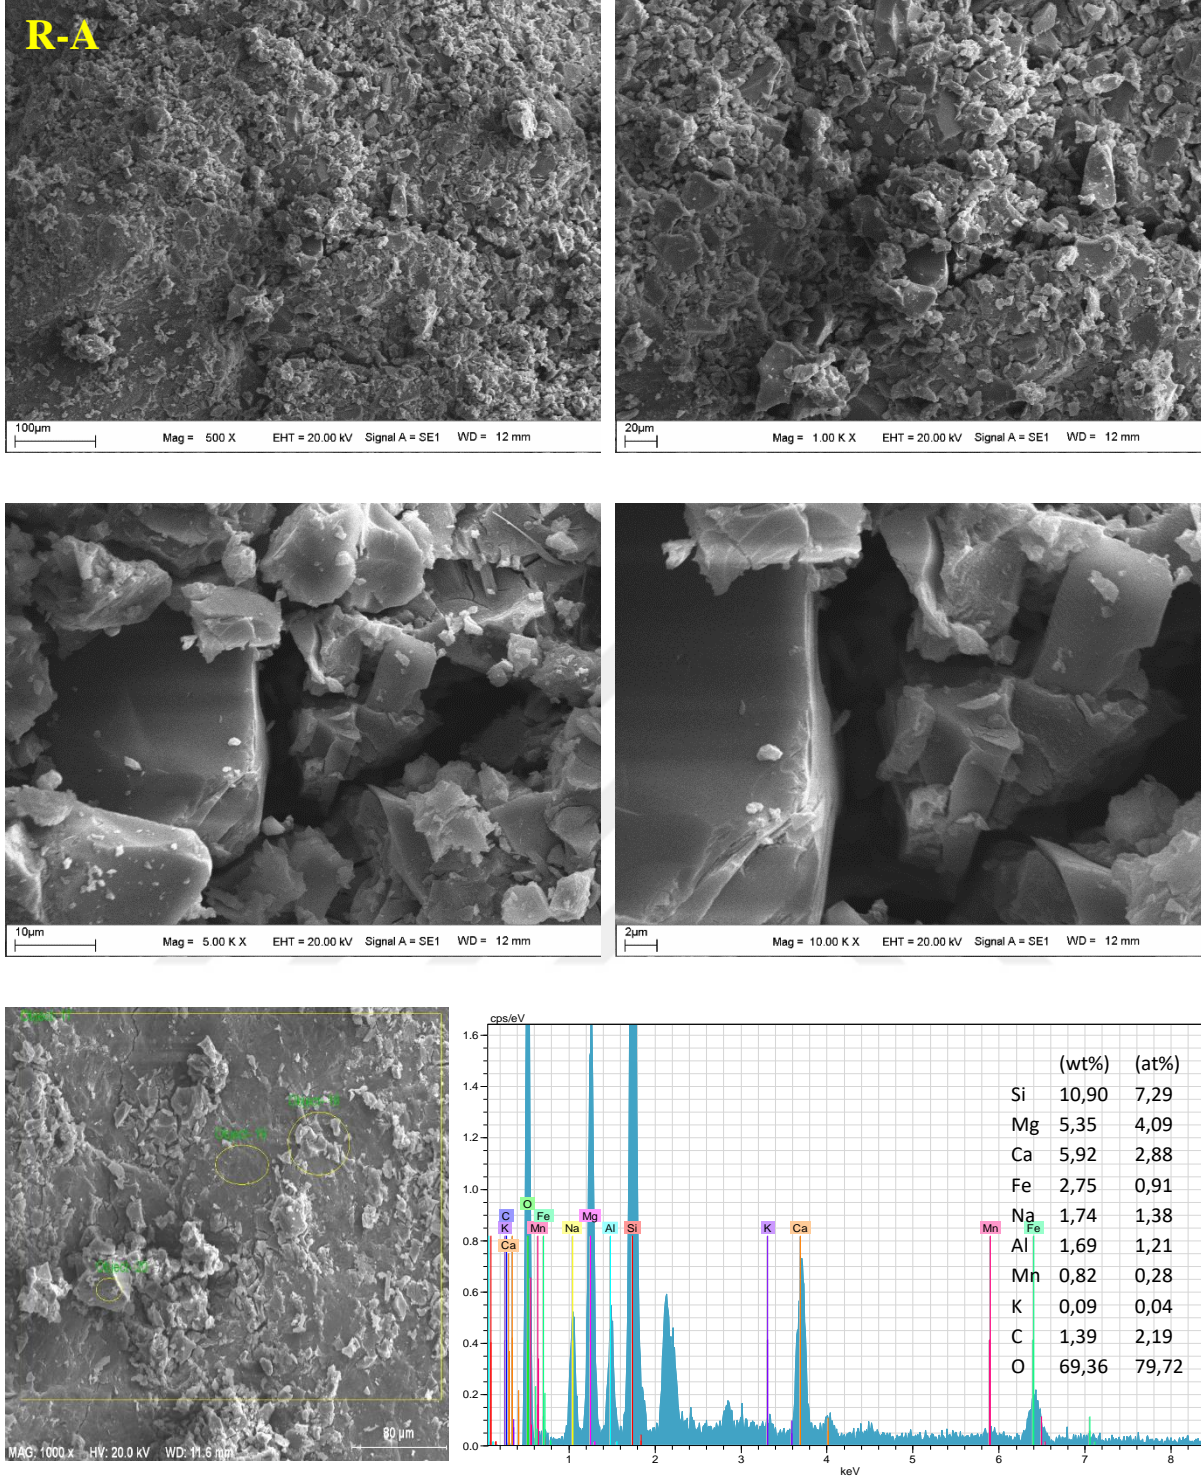 R-A
100µm
Mag = 500 X EHT = 20.00 kV Signal A = SE1 WD = 12 mm
20µm
Mag = 1.00 K X EHT = 20.00 kV Signal A = SE1 WD = 12 mm
10µm
Mag = 5.00 K X EHT = 20.00 kV Signal A = SE1 WD = 12 mm
2µm
Mag = 10.00 K X EHT = 20.00 kV Signal A = SE1 WD = 12 mm
MAG: 1000 x HV: 20.0 kV WD: 11.6 mm
80 µm
cps/eV
1.6
1.4
1.2
1.0
0.8
0.6
0.4
0.2
0.0
O
C Fe
K Mn Na Mg Al Si K Ca Mn Fe
Ca
1 2 3 4 5 6 7 8
keV
(wt%) (at%)
Si 10,90 7,29
Mg 5,35 4,09
Ca 5,92 2,88
Fe 2,75 0,91
Na 1,74 1,38
Al 1,69 1,21
Mn 0,82 0,28
K 0,09 0,04
C 1,39 2,19
O 69,36 79,72